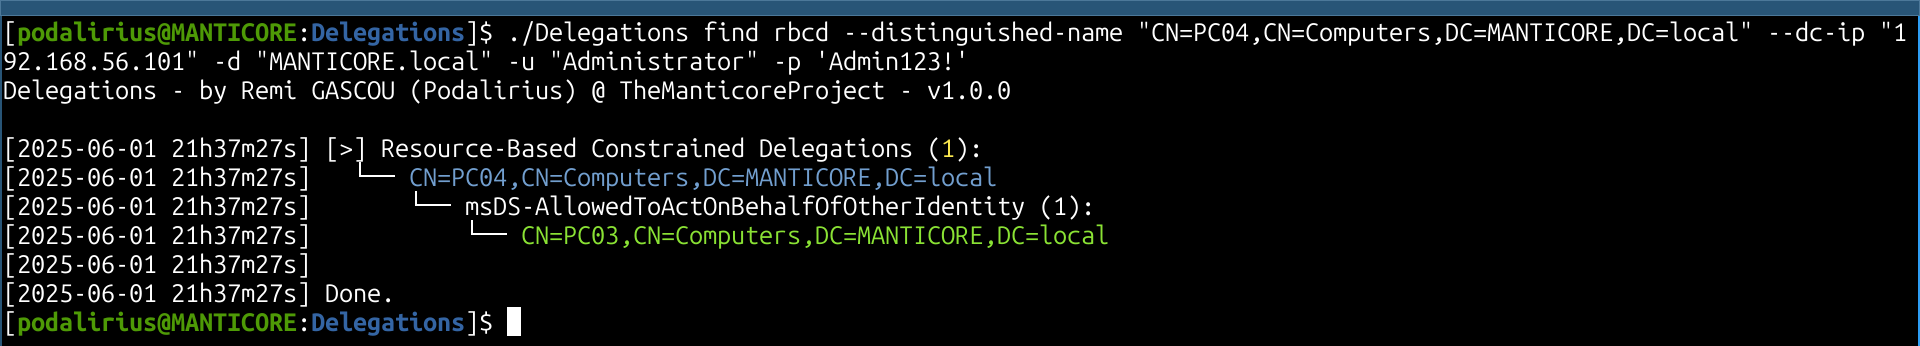 [podalirius@MANTICORE:Delegations]$ ./Delegations find rbcd --distinguished-name "CN=PC04,CN=Computers,DC=MANTICORE,DC=local" --dc-ip "1
92.168.56.101" -d "MANTICORE.local" -u "Administrator" -p 'Admin123!'
Delegations - by Remi GASCOU (Podalirius) @ TheManticoreProject - v1.0.0
[2025-06-01 21h37m27s] [>] Resource-Based Constrained Delegations (1):
[2025-06-01 21h37m27s]   └── CN=PC04,CN=Computers,DC=MANTICORE,DC=local
[2025-06-01 21h37m27s]       └── msDS-AllowedToActOnBehalfOfOtherIdentity (1):
[2025-06-01 21h37m27s]           └── CN=PC03,CN=Computers,DC=MANTICORE,DC=local
[2025-06-01 21h37m27s]
[2025-06-01 21h37m27s] Done.
[podalirius@MANTICORE:Delegations]$